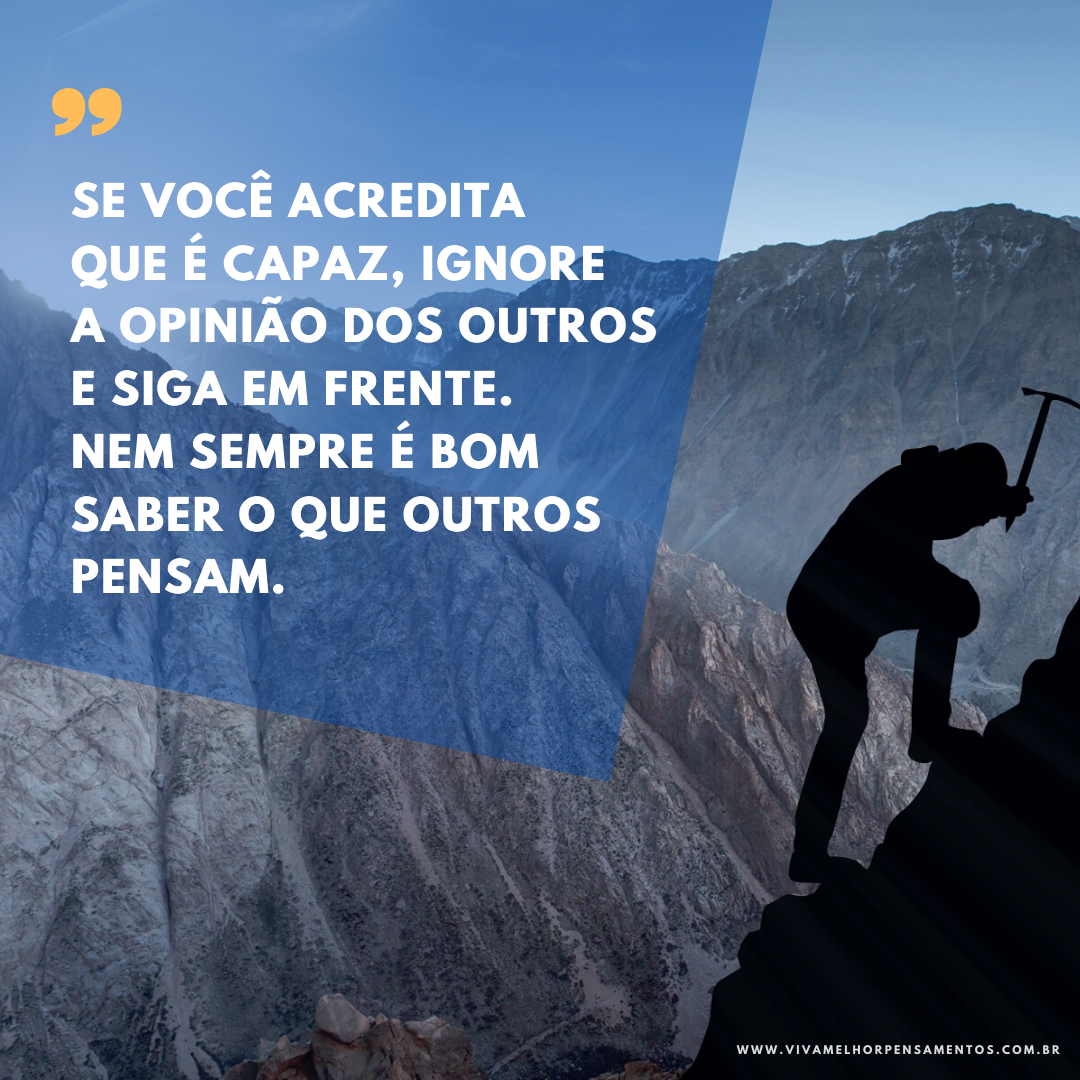 ”
SE VOCÊ ACREDITA
QUE É CAPAZ, IGNORE
A OPINIÃO DOS OUTROS
E SIGA EM FRENTE.
NEM SEMPRE É BOM
SABER O QUE OUTROS
PENSAM.
WWW.VIVAMELHORPENSAMENTOS.COM.BR